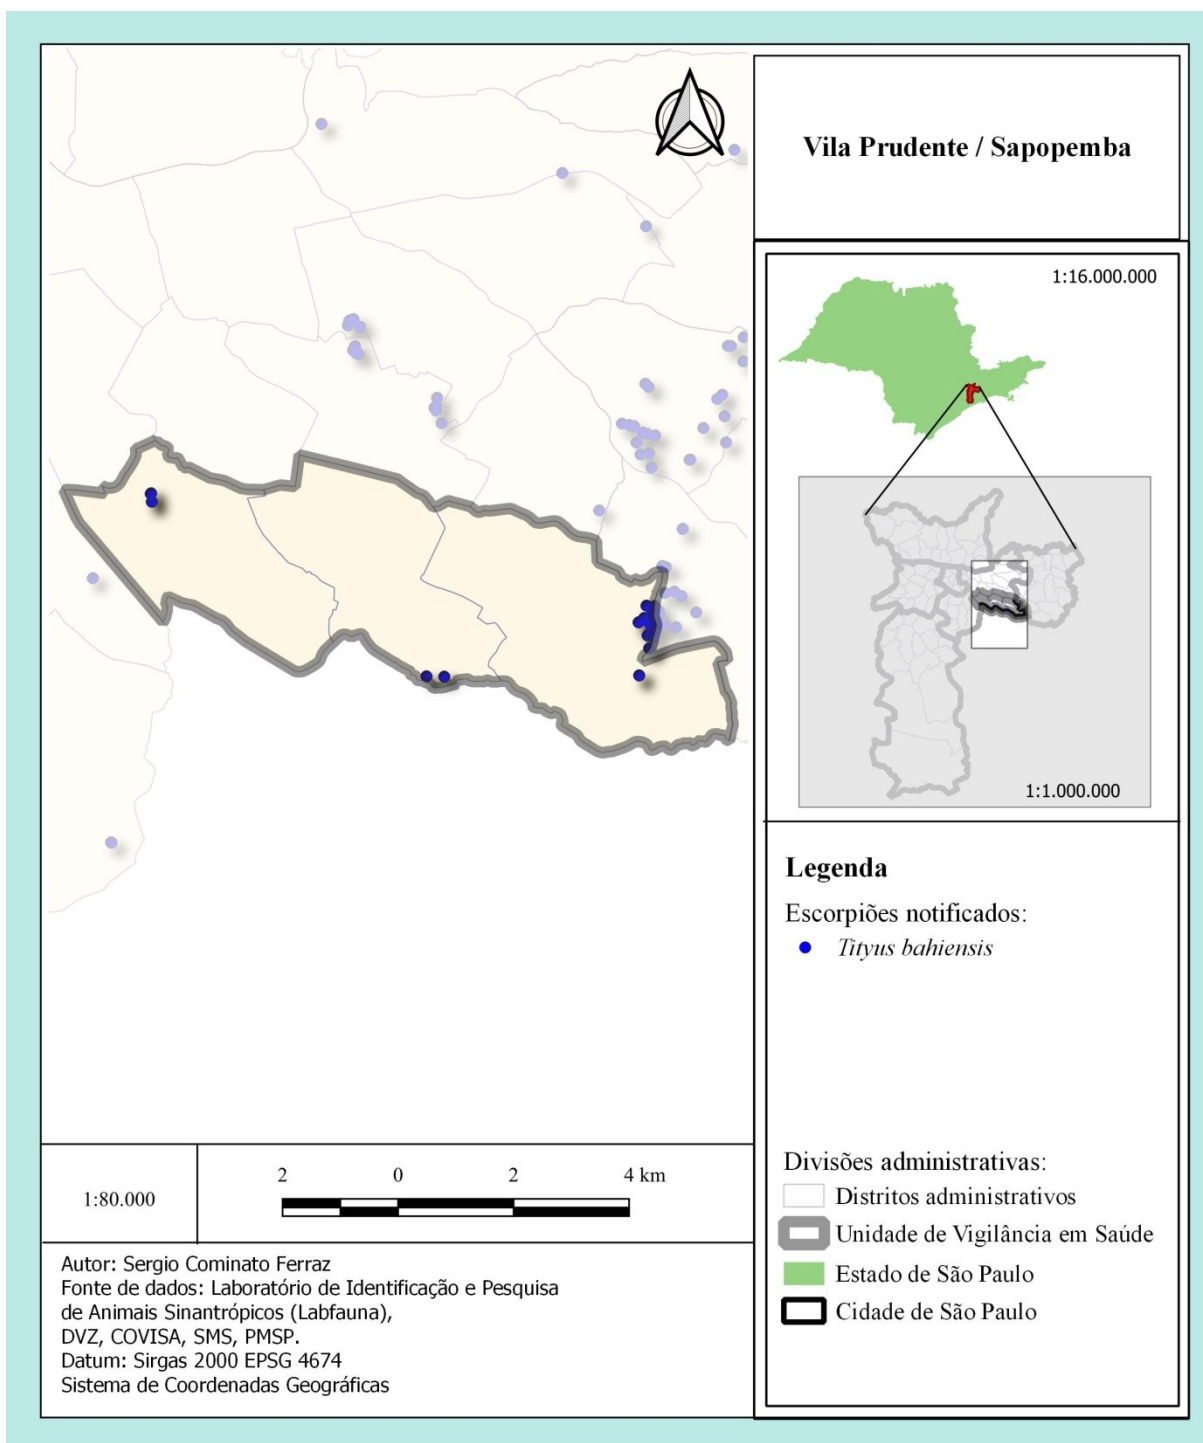 Vila Prudente / Sapopemba
1:16.000.000
1:1.000.000
Legenda
Escorpiões notificados:
Tityus bahiensis
Divisões administrativas:
Distritos administrativos
Unidade de Vigilância em Saúde
Estado de São Paulo
Cidade de São Paulo
1:80.000
2 0 2 4 km
Autor: Sergio Cominato Ferraz
Fonte de dados: Laboratório de Identificação e Pesquisa
de Animais Sinantrópicos (Labfauna),
DVZ, COVISA, SMS, PMSP.
Datum: Sirgas 2000 EPSG 4674
Sistema de Coordenadas Geográficas